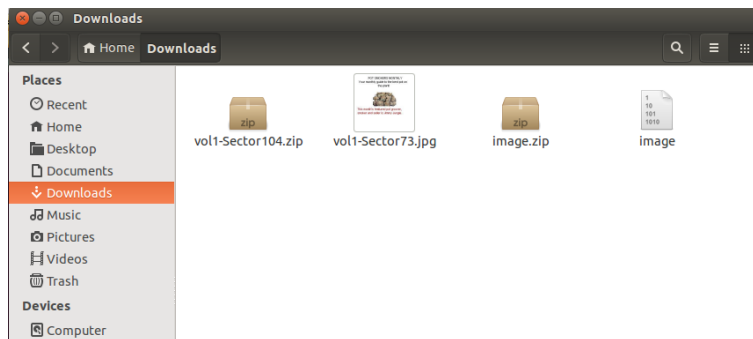 Downloads
Home Downloads
Places
Recent
Home
Desktop
Documents
Downloads
Music
Pictures
Videos
Trash
Devices
Computer
zip
zip
1
10
101
1010
vol1-Sector104.zip vol1-Sector73.jpg image.zip image